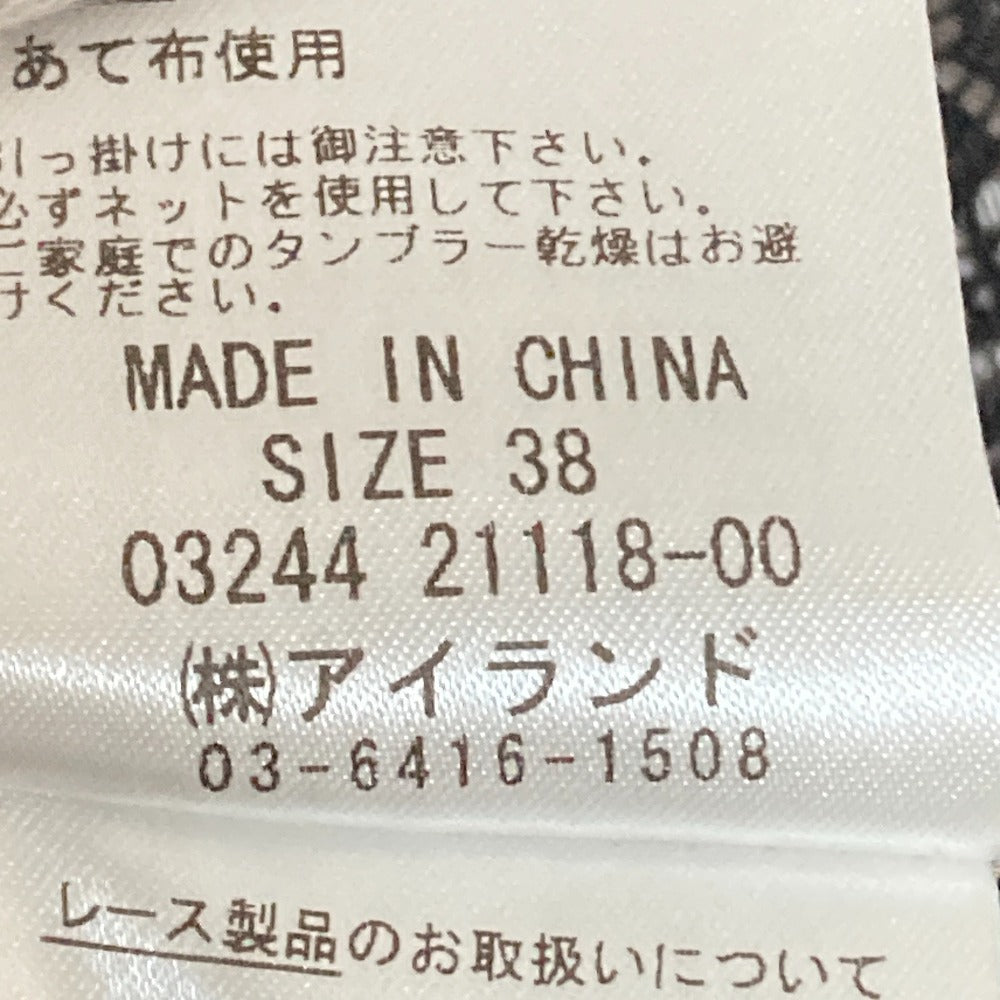 あて布使用
引っ掛けには御注意下さい。
必ずネットを使用して下さい。
ご家庭でのタンブラー乾燥はお避
けください。
MADE IN CHINA
SIZE 38
03244 21118-00
(株)アイランド
03-6416-1508
レース製品のお取扱いについて